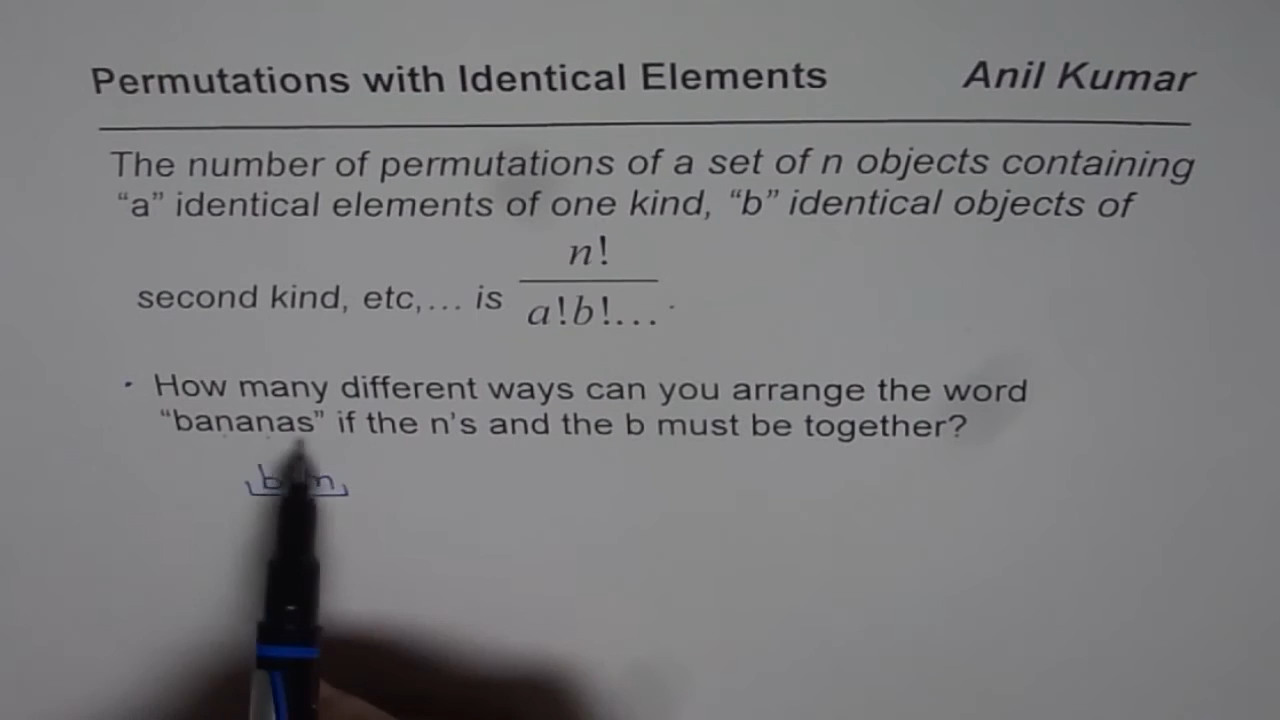 Permutations with Identical Elements Anil Kumar
The number of permutations of a set of n objects containing
“a” identical elements of one kind, “b” identical objects of
second kind, etc,... is n! / a!b!... .
• How many different ways can you arrange the word
“bananas” if the n's and the b must be together?
b n